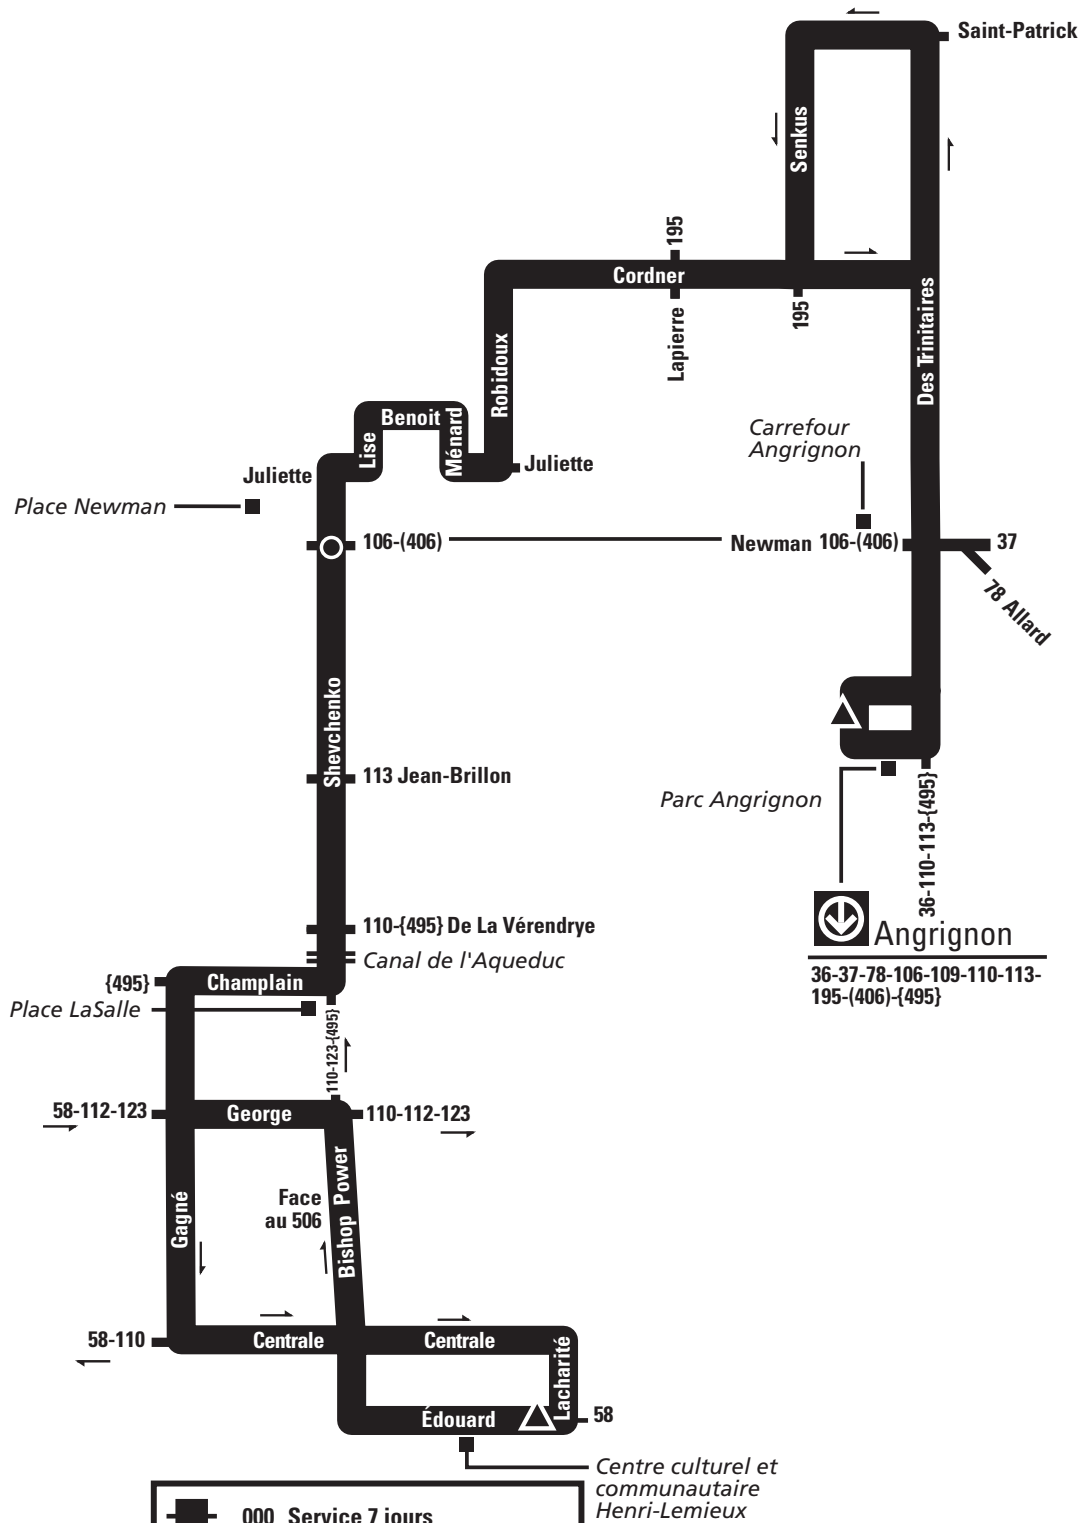 Saint-Patrick
Senkus
195
Cordner
Lapierre
195
Des Trinitaires
Robidoux
Benoit
Lise
Ménard
Juliette
Juliette
Carrefour
Angrignon
Place Newman
106-(406)
Newman 106-(406)
37
78 Allard
Shevchenko
113 Jean-Brillon
Parc Angrignon
36-110-113-{495}
110-{495} De La Vérendrye
Canal de l'Aqueduc
Angrignon
36-37-78-106-109-110-113-
195-(406)-{495}
{495}
Champlain
Place LaSalle
110-123-{495}
58-112-123
George
110-112-123
Gagné
Face
au 506
Bishop Power
58-110
Centrale
Centrale
Lacharité
Édouard
58
Centre culturel et
communautaire
Henri-Lemieux
000 Service 7 jours